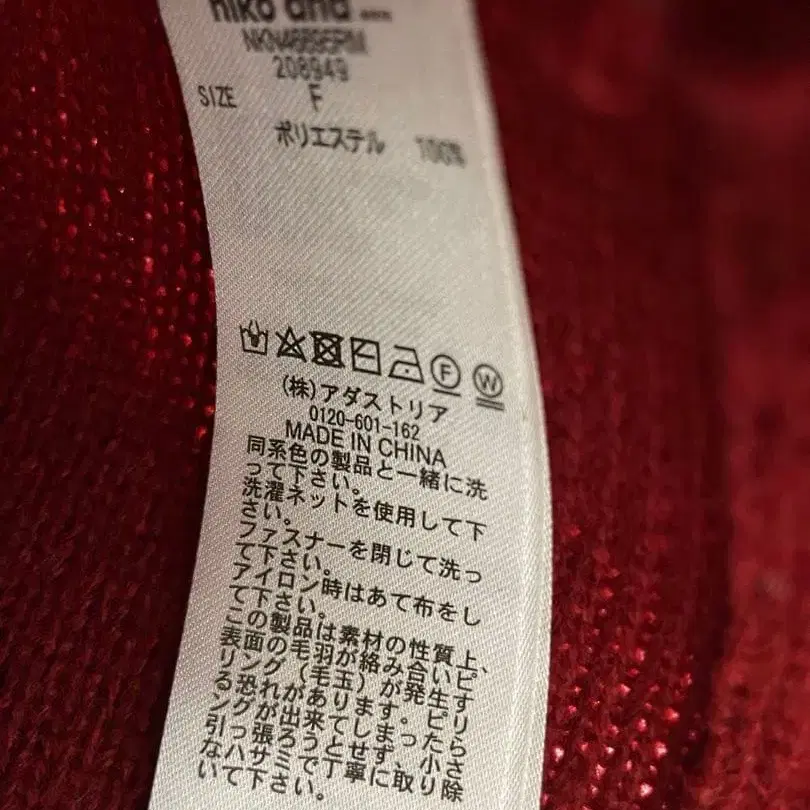 niko and ...
208949
SIZE F
ポリエステル 100%
F W
(株)アダストリア
0120-601-162
MADE IN CHINA
同系色の製品と一緒に洗
って下さい。
洗濯ネットを使用して下
さい。
ファスナーを閉じて洗っ
て下さい。
アイロン時はあて布をし
て下さい。
この製品は素材の性質上、
表面の毛羽が絡み合いピ
リング(毛玉)が発生す
る恐れがあります。ピリ
ングが出来てしまったら
引っ張ろうとせず、小さ
なハサミで丁寧に取り除
いて下さい。